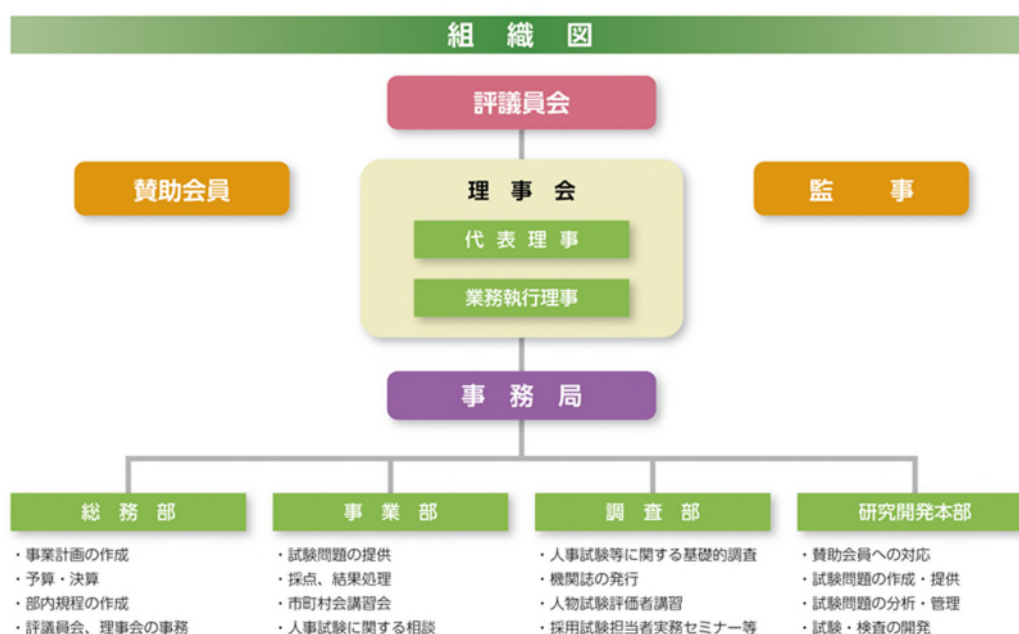 組織図
評議員会
賛助会員
理事会
監事
代表理事
業務執行理事
事務局
総務部
・事業計画の作成
・予算・決算
・部内規程の作成
・評議員会、理事会の事務
事業部
・試験問題の提供
・採点、結果処理
・市町村会講習会
・人事試験に関する相談
調査部
・人事試験等に関する基礎的調査
・機関誌の発行
・人物試験評価者講習
・採用試験担当者実務セミナー等
研究開発本部
・賛助会員への対応
・試験問題の作成・提供
・試験問題の分析・管理
・試験・検査の開発